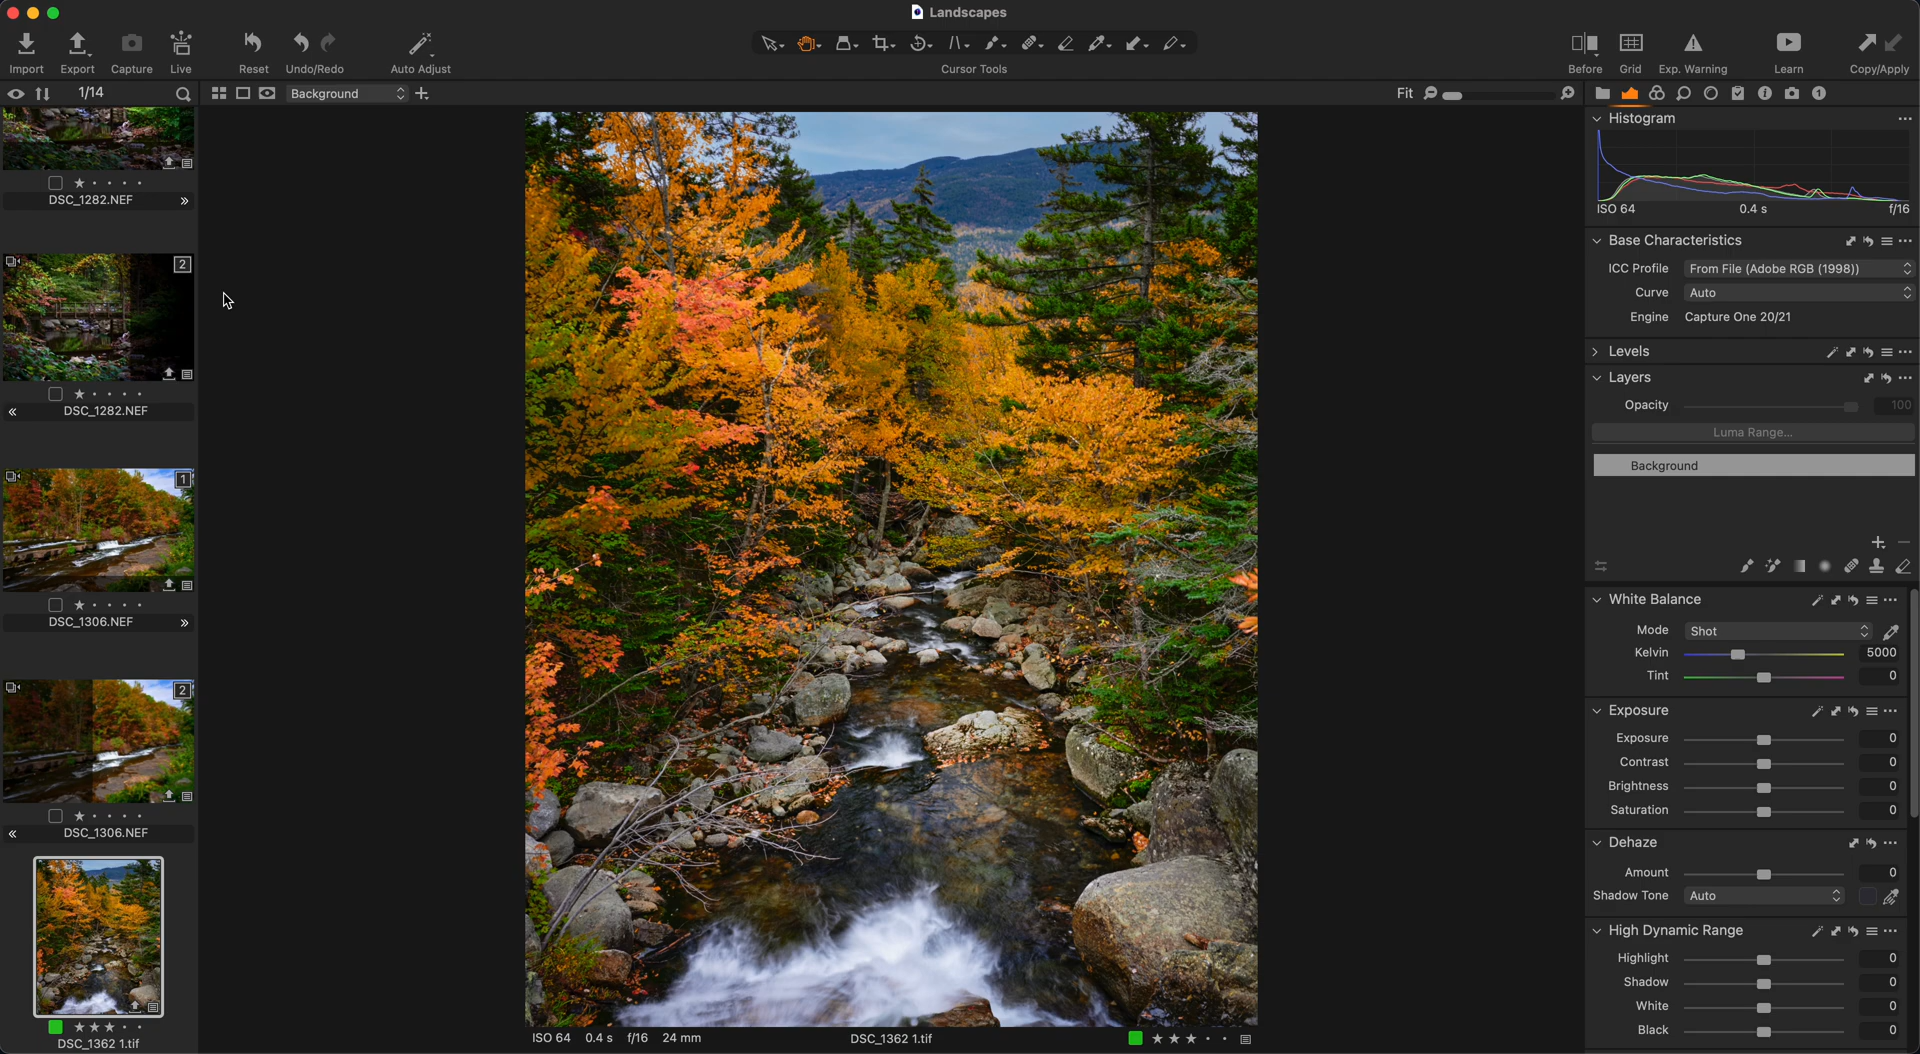 Landscapes
Import Export Capture Live Reset Undo/Redo Auto Adjust Cursor Tools Before Grid Exp. Warning Learn Copy/Apply
1/14 Background Fit
DSC_1282.NEF
2
DSC_1282.NEF
1
DSC_1306.NEF
2
DSC_1306.NEF
DSC_1362 1.tif
ISO 64 0.4 s f/16 24 mm DSC_1362 1.tif
Histogram
ISO 64 0.4 s f/16
Base Characteristics
ICC Profile From File (Adobe RGB (1998))
Curve Auto
Engine Capture One 20/21
Levels
Layers
Opacity 100
Luma Range...
Background
White Balance
Mode Shot
Kelvin 5000
Tint 0
Exposure
Exposure 0
Contrast 0
Brightness 0
Saturation 0
Dehaze
Amount 0
Shadow Tone Auto
High Dynamic Range
Highlight 0
Shadow 0
White 0
Black 0